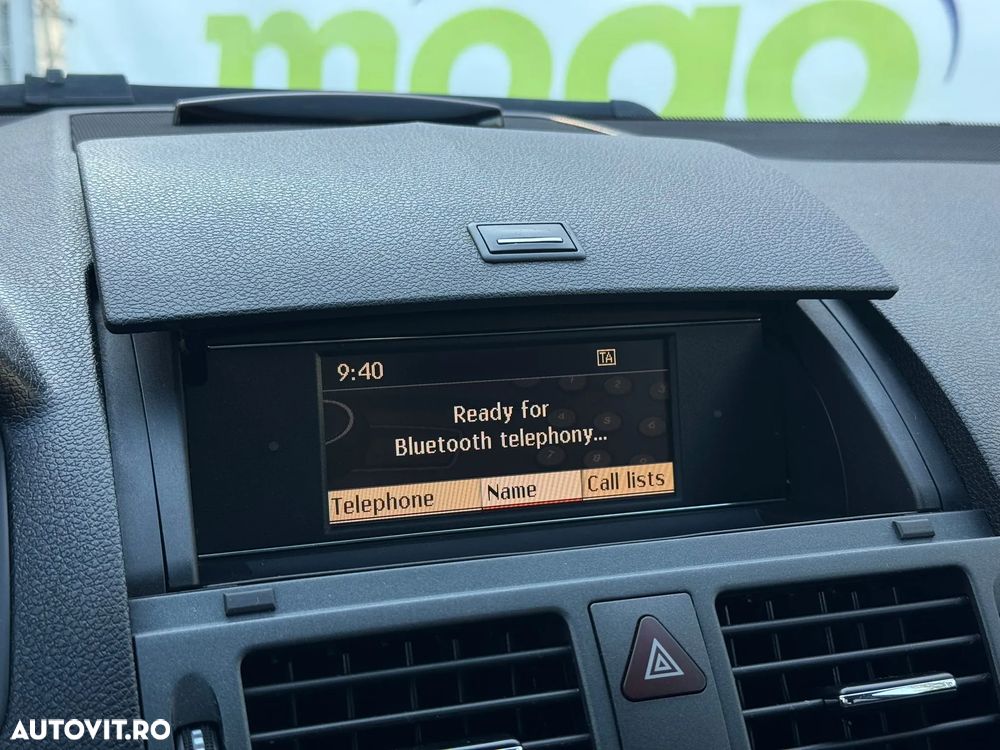 mogo
9:40
TA
Ready for
Bluetooth telephony...
Telephone Name Call lists
AUTOVIT.RO